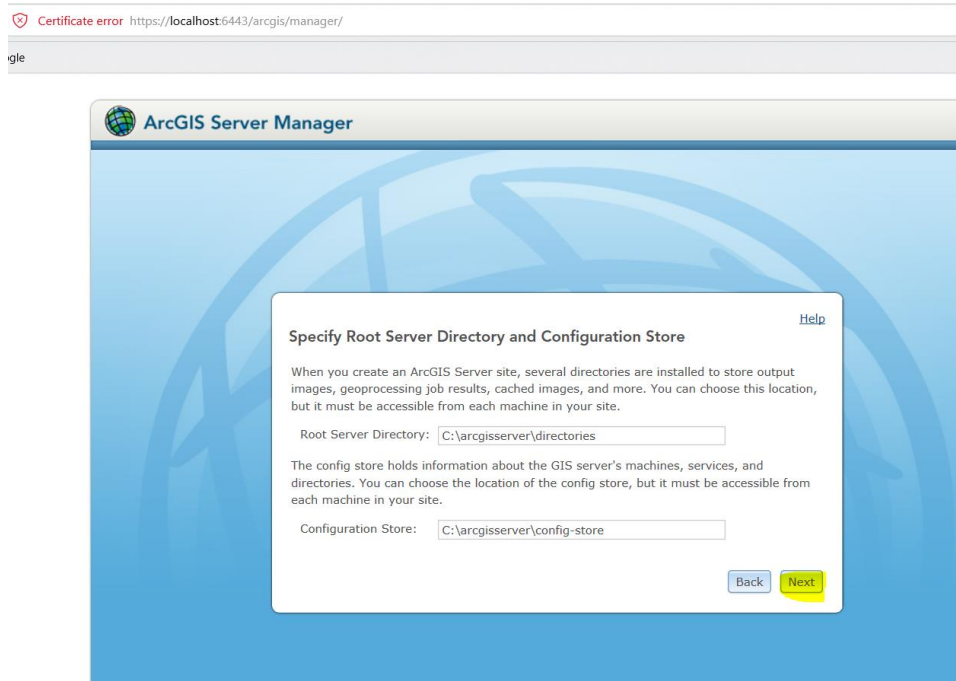 Certificate error https://localhost:6443/arcgis/manager/
ogle
ArcGIS Server Manager
Help
Specify Root Server Directory and Configuration Store
When you create an ArcGIS Server site, several directories are installed to store output
images, geoprocessing job results, cached images, and more. You can choose this location,
but it must be accessible from each machine in your site.
Root Server Directory: C:\arcgisserver\directories
The config store holds information about the GIS server's machines, services, and
directories. You can choose the location of the config store, but it must be accessible from
each machine in your site.
Configuration Store: C:\arcgisserver\config-store
Back Next